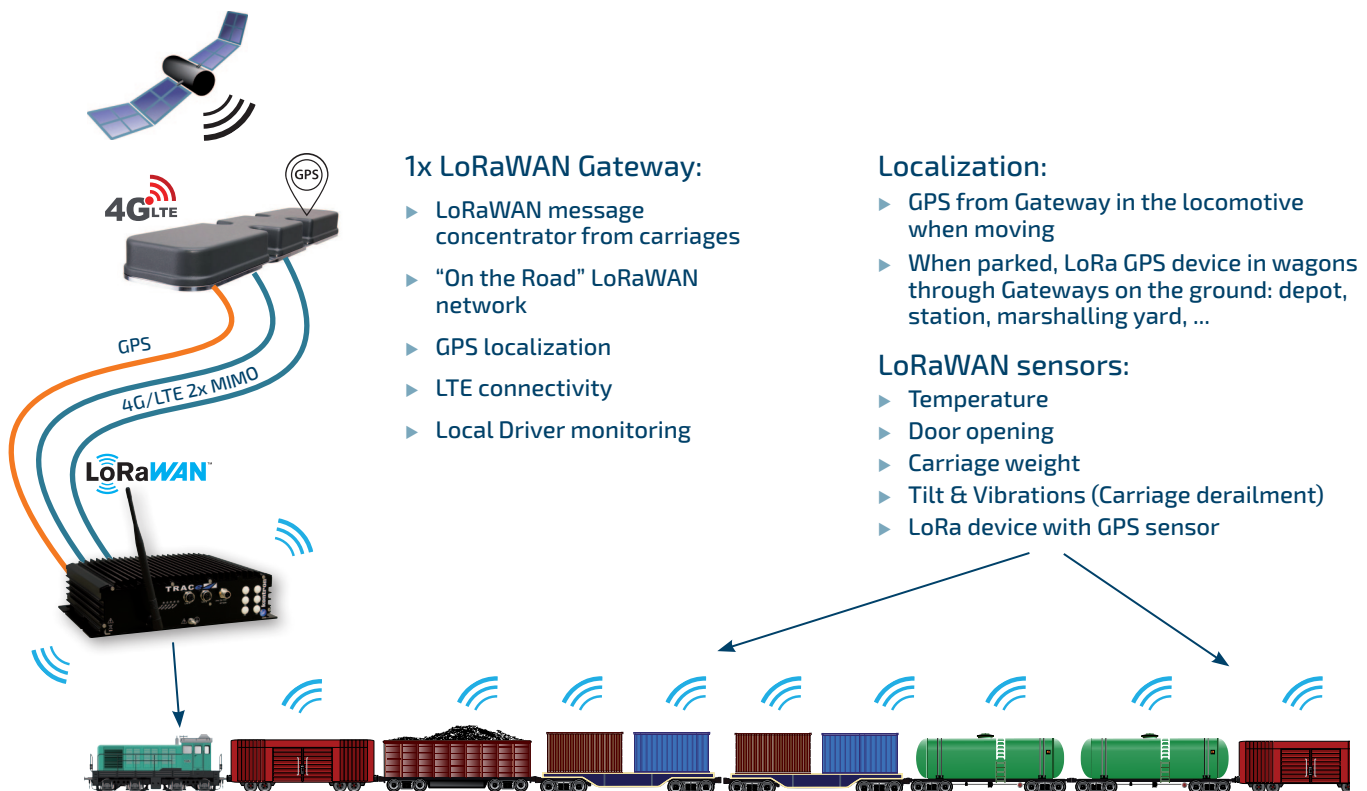 GPS
4G LTE
GPS
4G/LTE 2x MIMO
LoRaWAN™
TRAC
1x LoRaWAN Gateway:
LoRaWAN message
concentrator from carriages
“On the Road” LoRaWAN
network
GPS localization
LTE connectivity
Local Driver monitoring
Localization:
GPS from Gateway in the locomotive
when moving
When parked, LoRa GPS device in wagons
through Gateways on the ground: depot,
station, marshalling yard, ...
LoRaWAN sensors:
Temperature
Door opening
Carriage weight
Tilt & Vibrations (Carriage derailment)
LoRa device with GPS sensor